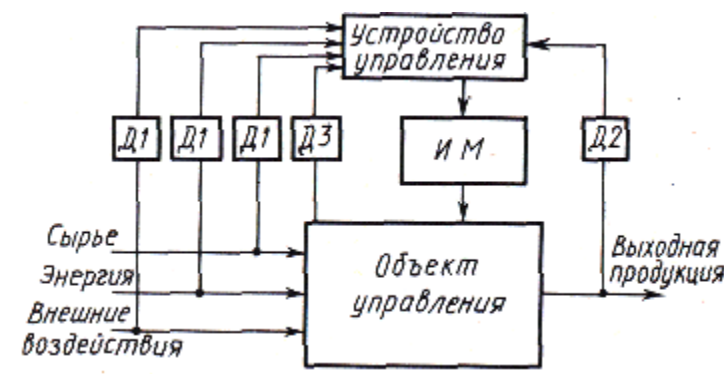 Устройство
управления
Д1
Д1
Д1
Д3
И М
Д2
Сырье
Энергия
Внешние
воздействия
Объект
управления
Выходная
продукция